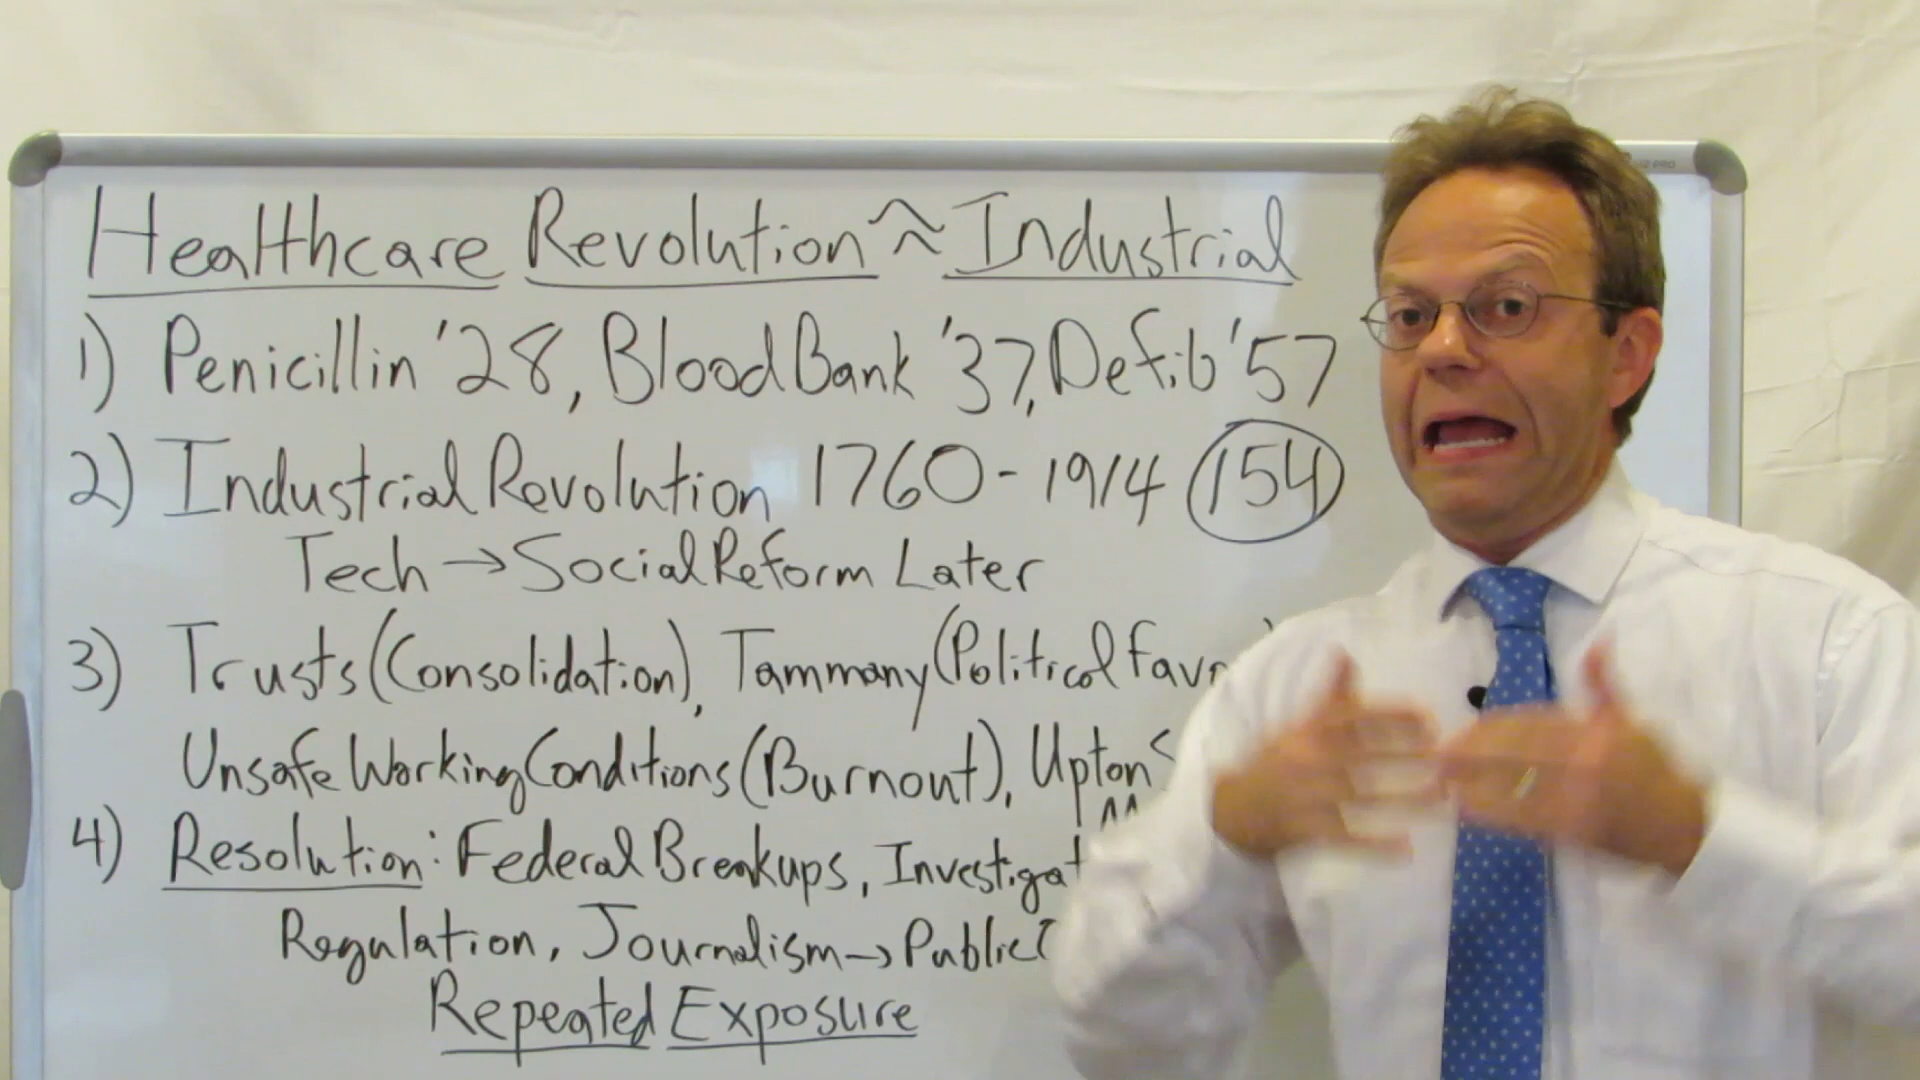 Healthcare Revolution ≈ Industrial
1) Penicillin '28, Blood Bank '37, Defib '57
2) Industrial Revolution 1760-1914 154
Tech → Social Reform Later
3) Trusts (Consolidation), Tammany (Political Fav
Unsafe Working Conditions (Burnout), Upton S
4) Resolution: Federal Breakups, Investigat
Regulation, Journalism → Public
Repeated Exposure